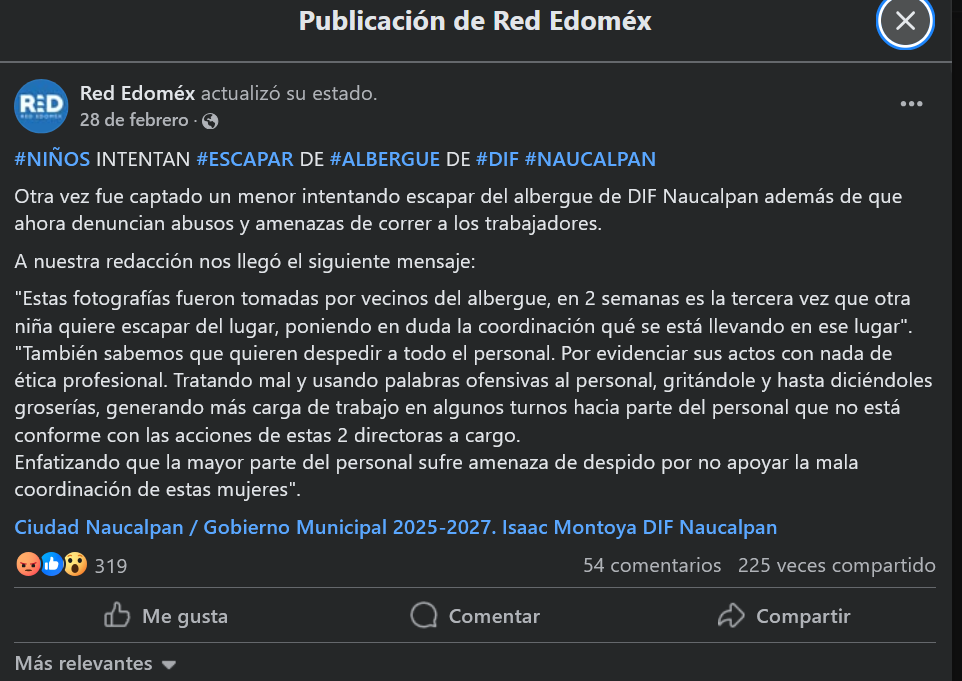 Publicación de Red Edoméx
RED
RED EDOMÉX
Red Edoméx actualizó su estado.
28 de febrero ·
#NIÑOS INTENTAN #ESCAPAR DE #ALBERGUE DE #DIF #NAUCALPAN
Otra vez fue captado un menor intentando escapar del albergue de DIF Naucalpan además de que
ahora denuncian abusos y amenazas de correr a los trabajadores.
A nuestra redacción nos llegó el siguiente mensaje:
"Estas fotografías fueron tomadas por vecinos del albergue, en 2 semanas es la tercera vez que otra
niña quiere escapar del lugar, poniendo en duda la coordinación qué se está llevando en ese lugar".
"También sabemos que quieren despedir a todo el personal. Por evidenciar sus actos con nada de
ética profesional. Tratando mal y usando palabras ofensivas al personal, gritándole y hasta diciéndoles
groserías, generando más carga de trabajo en algunos turnos hacia parte del personal que no está
conforme con las acciones de estas 2 directoras a cargo.
Enfatizando que la mayor parte del personal sufre amenaza de despido por no apoyar la mala
coordinación de estas mujeres".
Ciudad Naucalpan / Gobierno Municipal 2025-2027. Isaac Montoya DIF Naucalpan
319 54 comentarios 225 veces compartido
Me gusta Comentar Compartir
Más relevantes